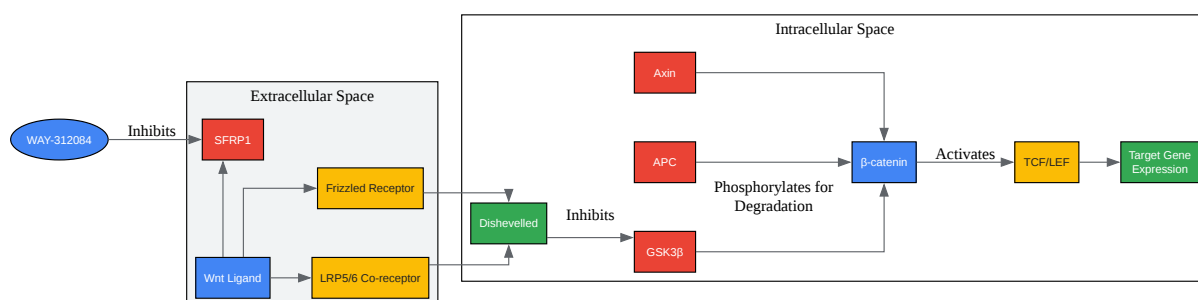 Intracellular Space
Axin
Extracellular Space
WAY-312084
Inhibits
SFRP1
APC
β-catenin
Activates
TCF/LEF
Target Gene
Expression
Phosphorylates for
Degradation
Frizzled Receptor
Dishevelled
Inhibits
GSK3β
Wnt Ligand
LRP5/6 Co-receptor